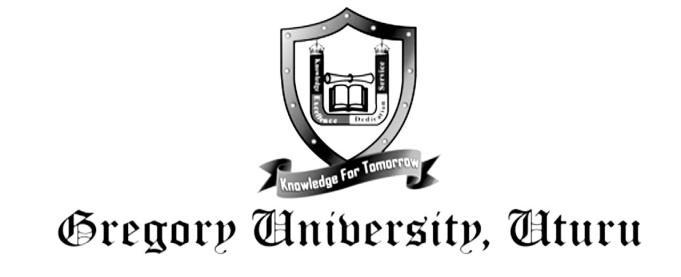 Knowledge Excellence Dedication Service
Knowledge For Tomorrow
Gregory University, Uturu